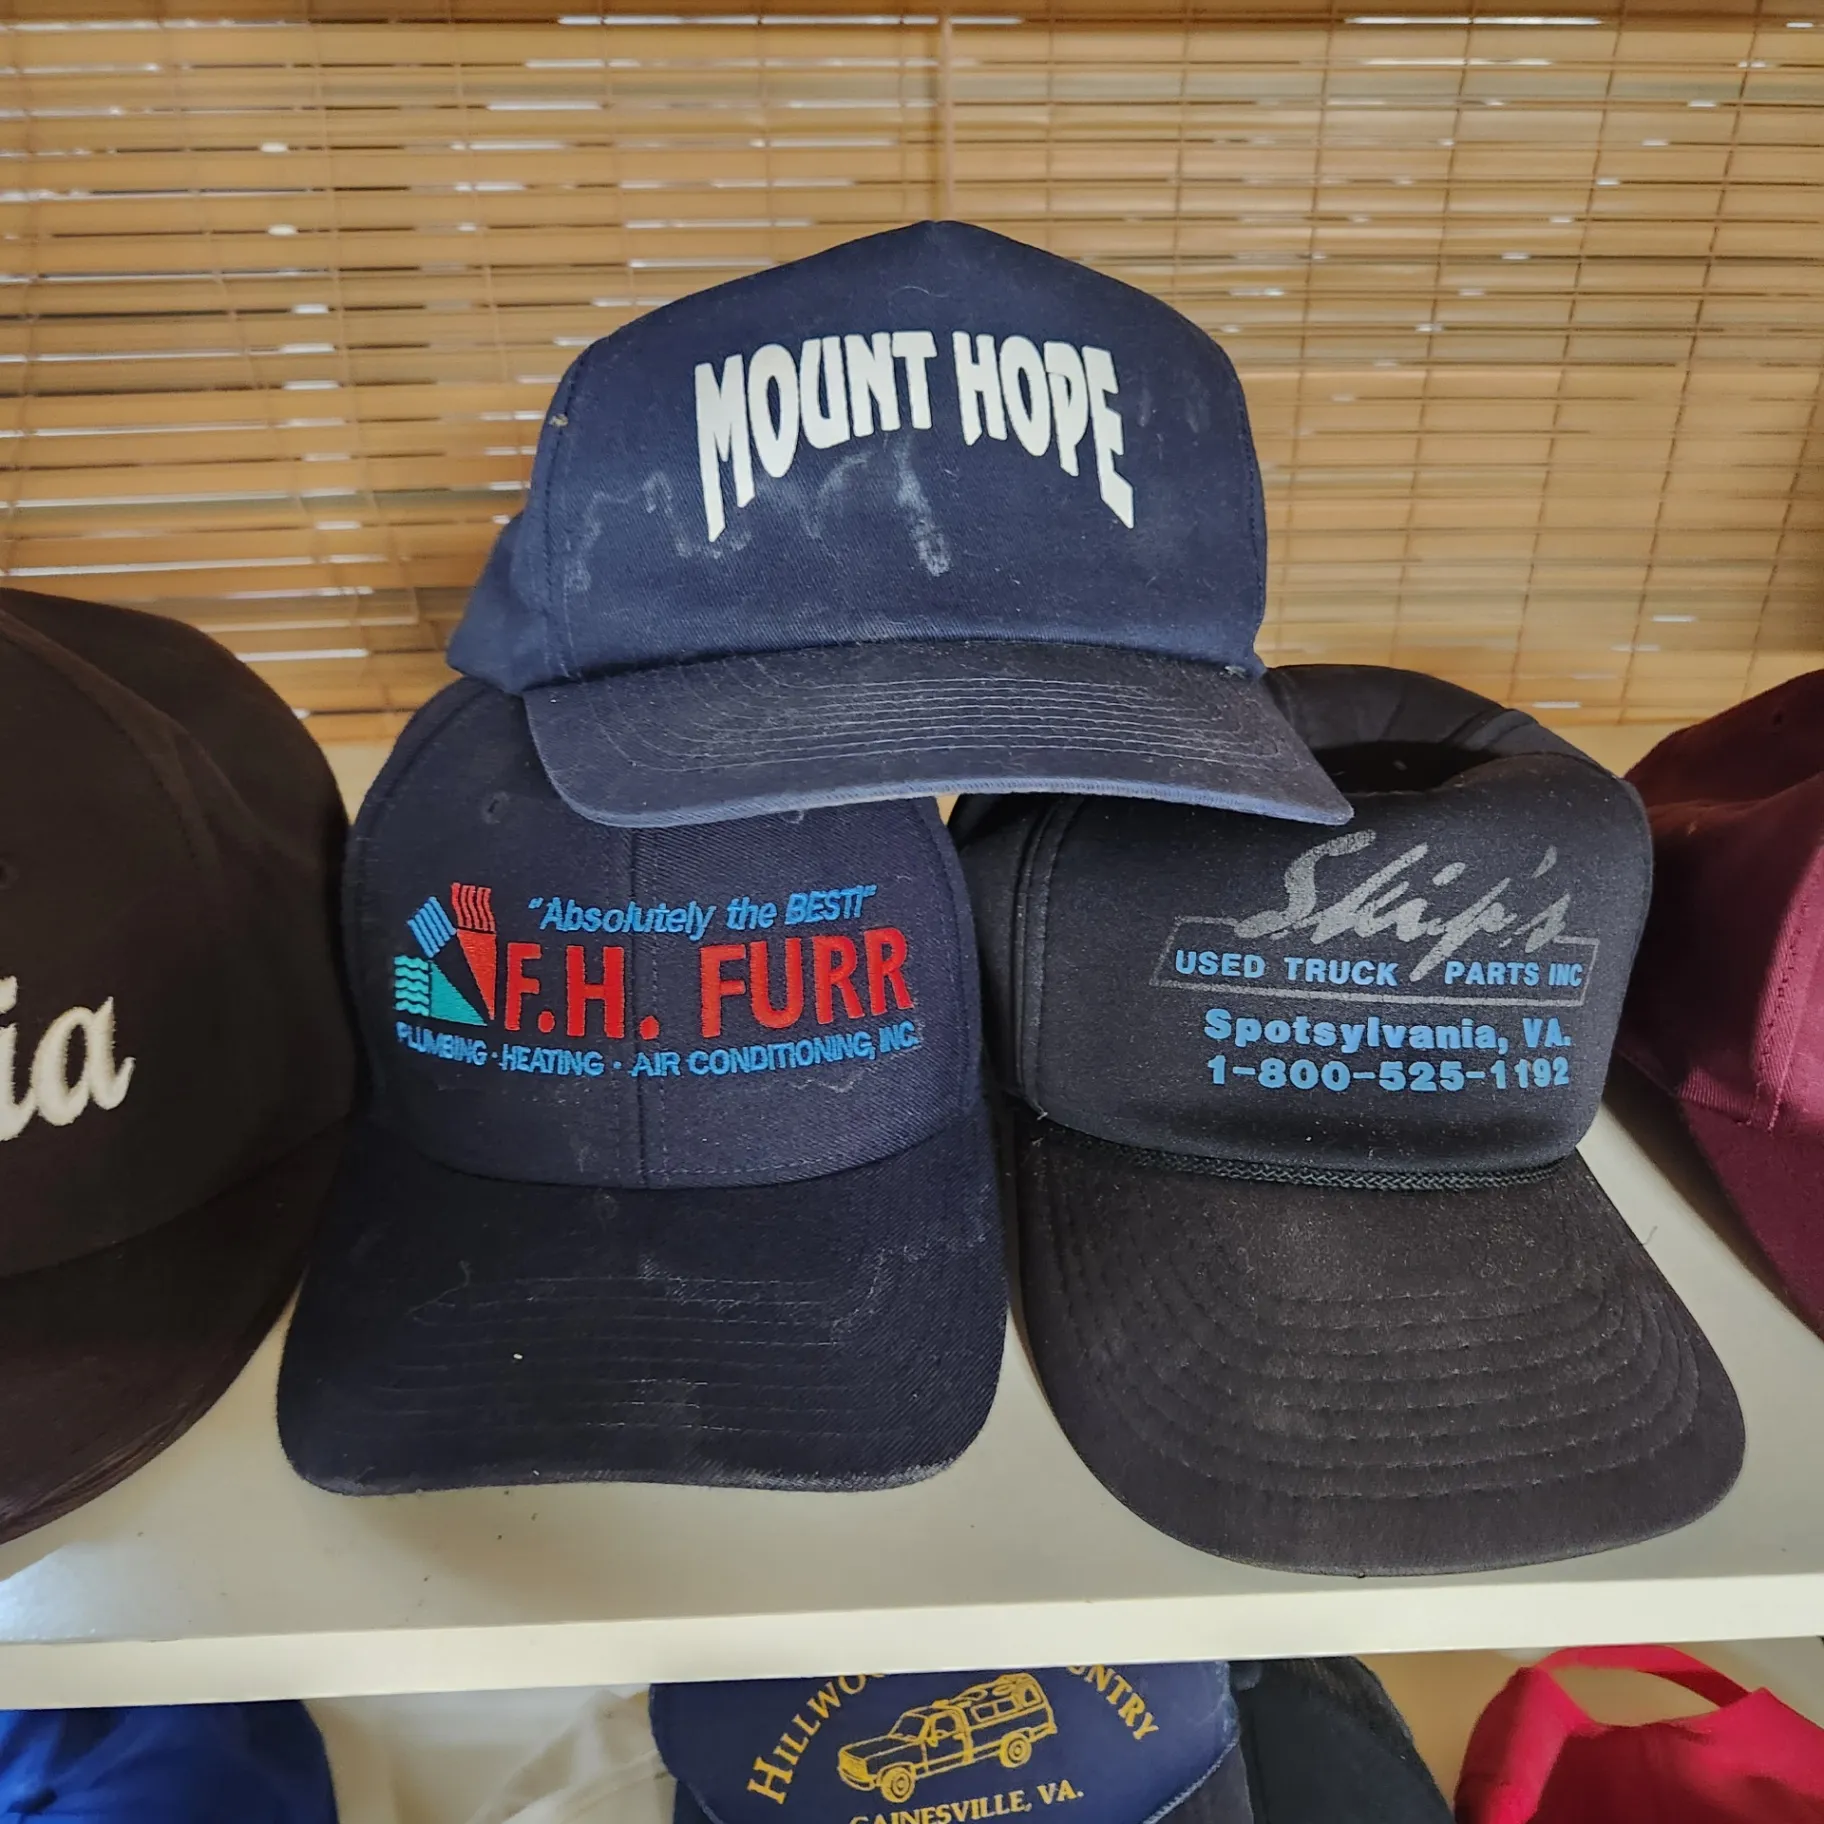 MOUNT HOPE
"Absolutely the BEST!"
F.H. FURR
PLUMBING · HEATING · AIR CONDITIONING, INC.
Skip's
USED TRUCK PARTS INC
Spotsylvania, VA.
1-800-525-1192
ia
GAINESVILLE, VA.